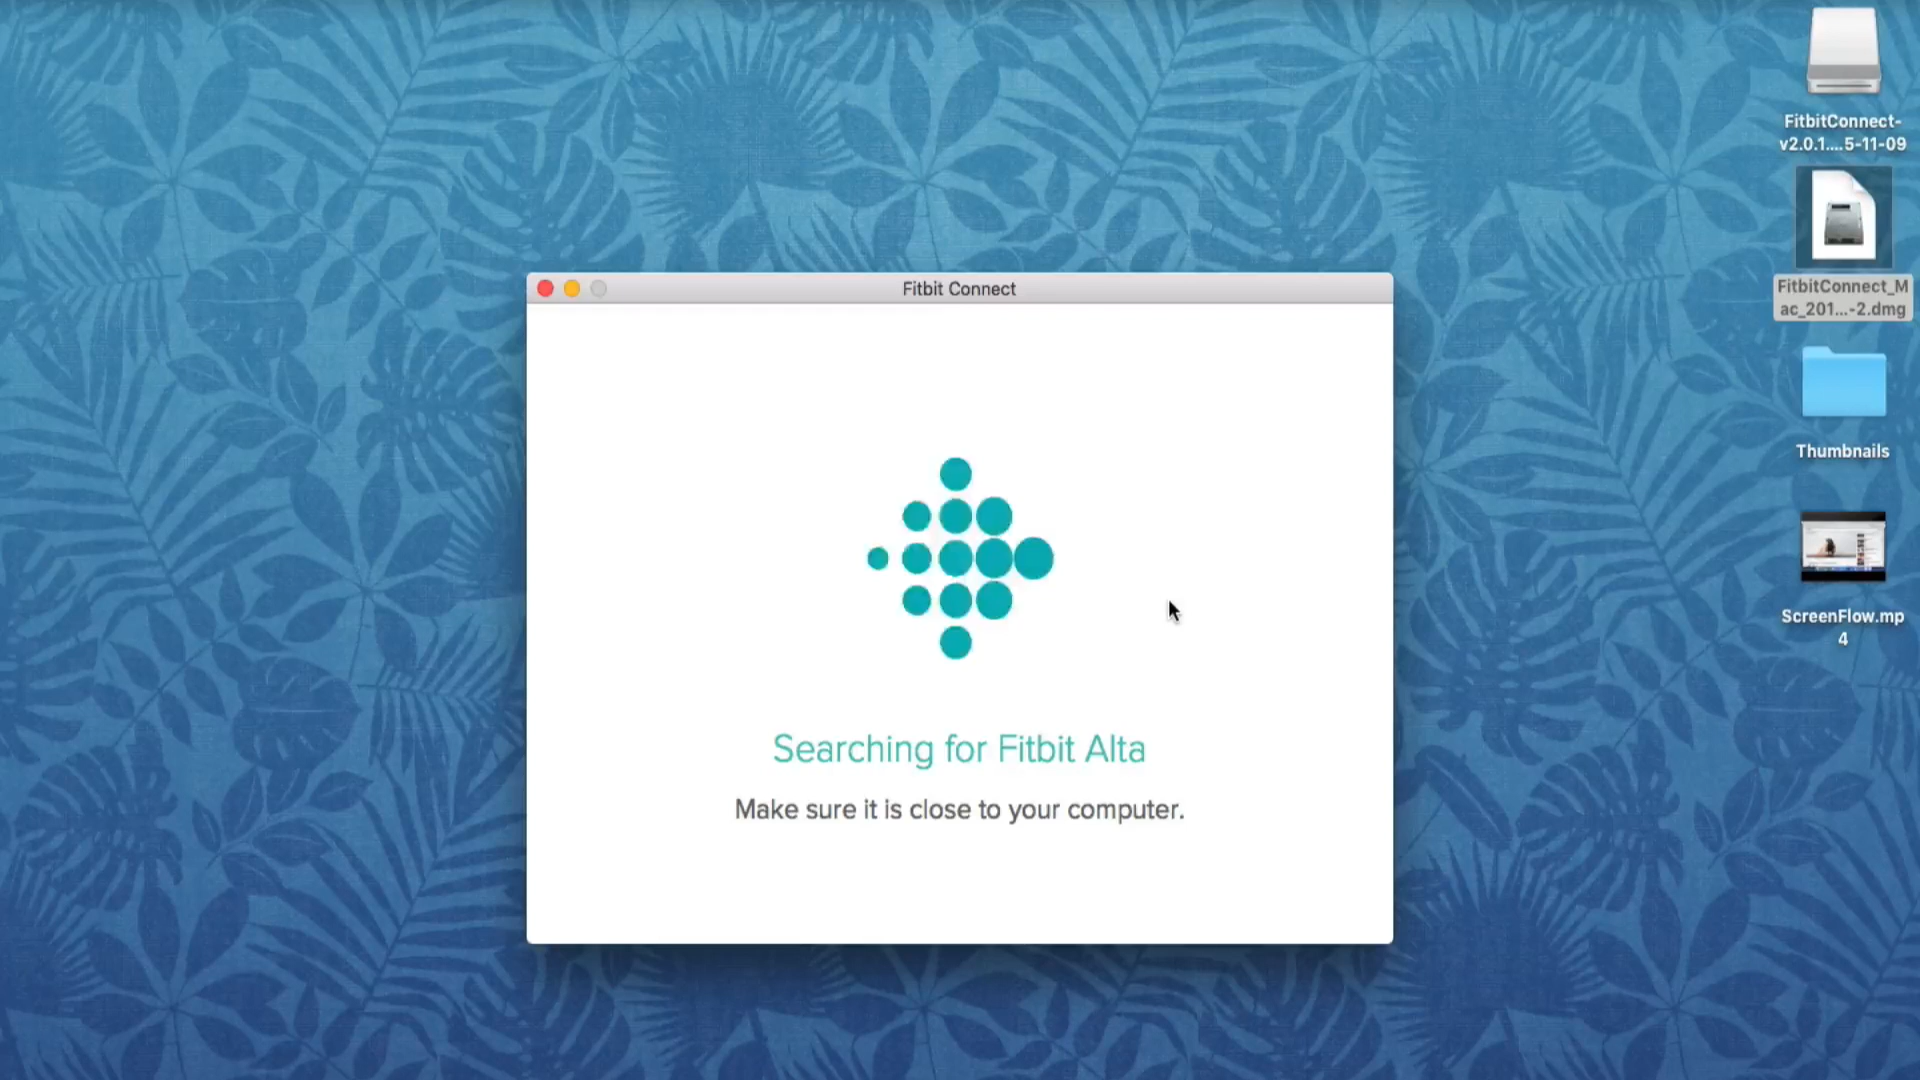 FitbitConnect-
v2.0.1....5-11-09
FitbitConnect_M
ac_201...-2.dmg
Thumbnails
ScreenFlow.mp
4
Fitbit Connect
Searching for Fitbit Alta
Make sure it is close to your computer.